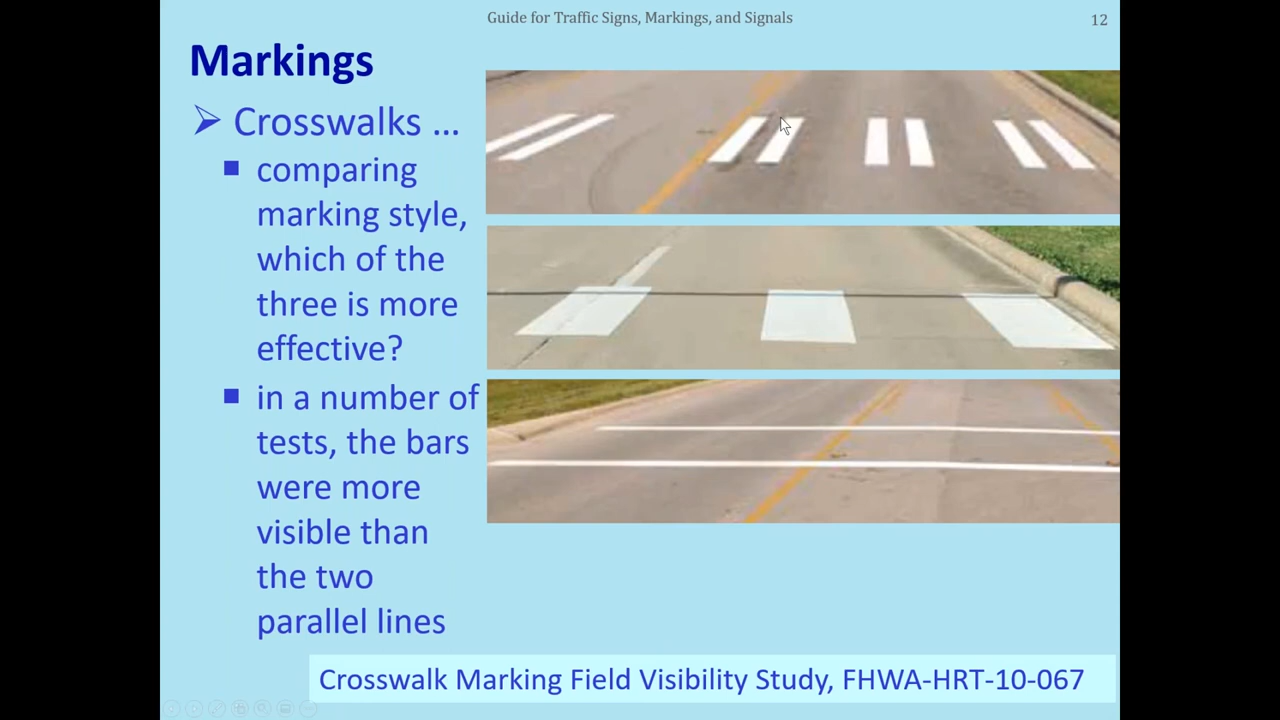 Guide for Traffic Signs, Markings, and Signals
12
Markings
Crosswalks ...
comparing
marking style,
which of the
three is more
effective?
in a number of
tests, the bars
were more
visible than
the two
parallel lines
Crosswalk Marking Field Visibility Study, FHWA-HRT-10-067